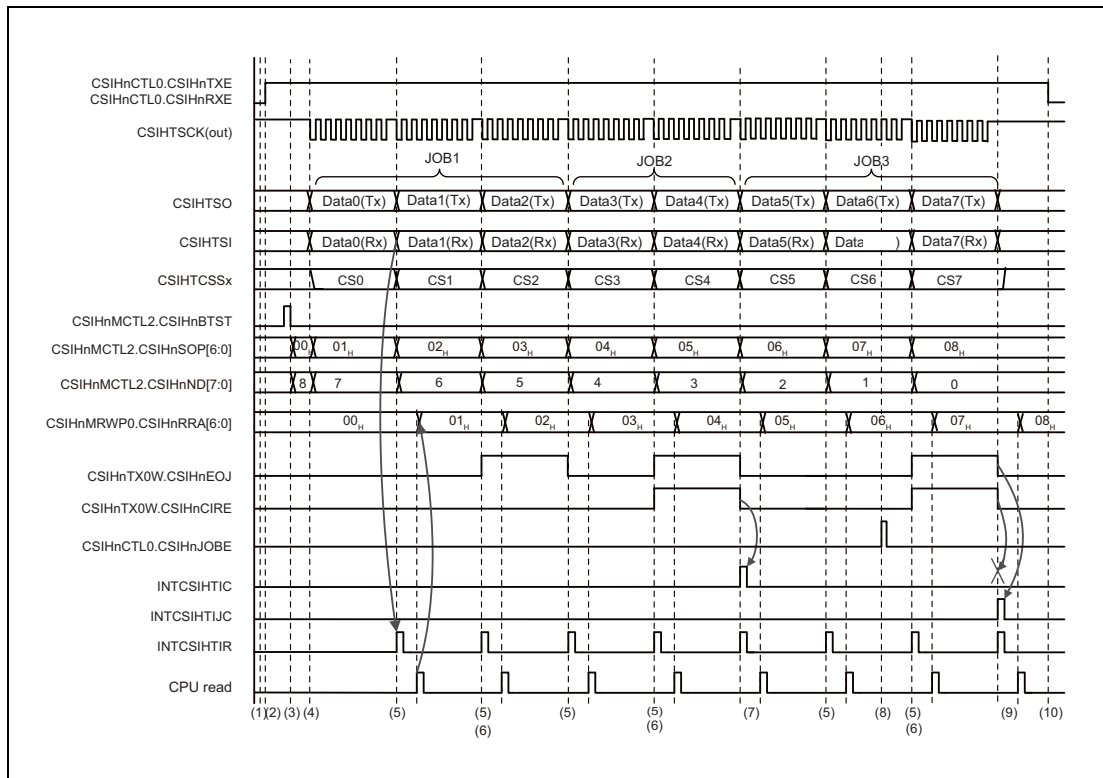 CSIHnCTL0.CSIHnTXE
CSIHnCTL0.CSIHnRXE
CSIHTSCK(out)
JOB1 JOB2 JOB3
CSIHTSO Data0(Tx) Data1(Tx) Data2(Tx) Data3(Tx) Data4(Tx) Data5(Tx) Data6(Tx) Data7(Tx)
CSIHTSI Data0(Rx) Data1(Rx) Data2(Rx) Data3(Rx) Data4(Rx) Data5(Rx) Data ) Data7(Rx)
CSIHTCSSx CS0 CS1 CS2 CS3 CS4 CS5 CS6 CS7
CSIHnMCTL2.CSIHnBTST
CSIHnMCTL2.CSIHnSOP[6:0] 00H 01H 02H 03H 04H 05H 06H 07H 08H
CSIHnMCTL2.CSIHnND[7:0] 8 7 6 5 4 3 2 1 0
CSIHnMRWP0.CSIHnRRA[6:0] 00H 01H 02H 03H 04H 05H 06H 07H 08H
CSIHnTX0W.CSIHnEOJ
CSIHnTX0W.CSIHnCIRE
CSIHnCTL0.CSIHnJOBE
INTCSIHTIC
INTCSIHTIJC
INTCSIHTIR
CPU read
(1) (2) (3) (4) (5) (5) (5) (5) (7) (5) (8) (5) (9) (10)
(6) (6) (6)